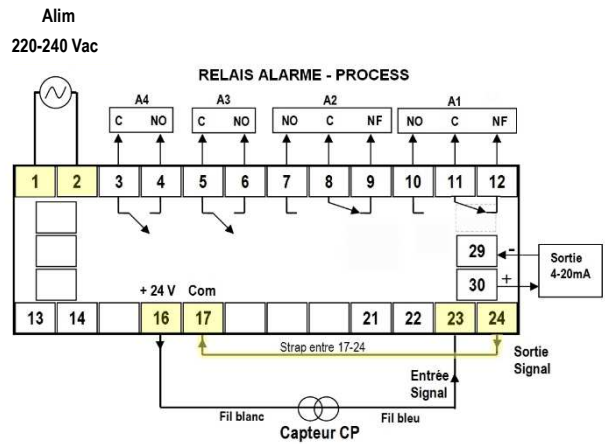 Alim
220-240 Vac
RELAIS ALARME - PROCESS
A4 A3 A2 A1
C NO C NO NO C NF NO C NF
1 2 3 4 5 6 7 8 9 10 11 12
29 -
30 +
Sortie
4-20mA
+ 24 V Com
13 14 16 17 21 22 23 24
Strap entre 17-24
Sortie
Signal
Entrée
Signal
Fil blanc Fil bleu
Capteur CP